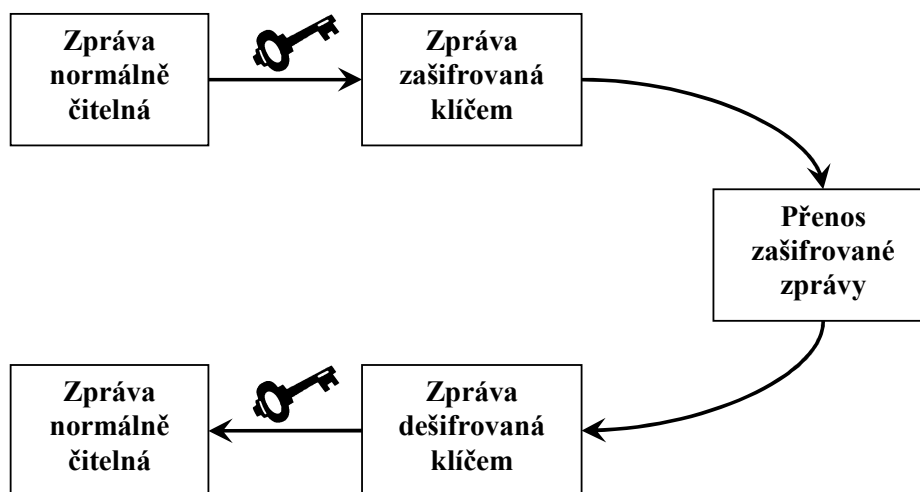 Zpráva
normálně
čitelná
Zpráva
zašifrovaná
klíčem
Přenos
zašifrované
zprávy
Zpráva
normálně
čitelná
Zpráva
dešifrovaná
klíčem